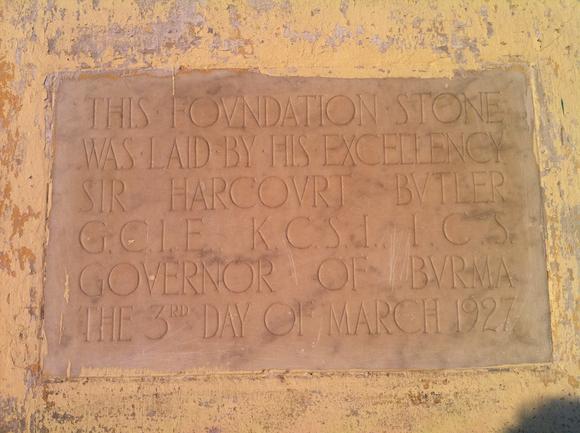 THIS FOVNDATION STONE
WAS·LAID·BY·HIS EXCELLENCY
SIR HARCOVRT BVTLER
G.C.I.E. K.C.S.I., I.C.S.
GOVERNOR OF BVRMA
THE 3RD DAY OF MARCH 1927